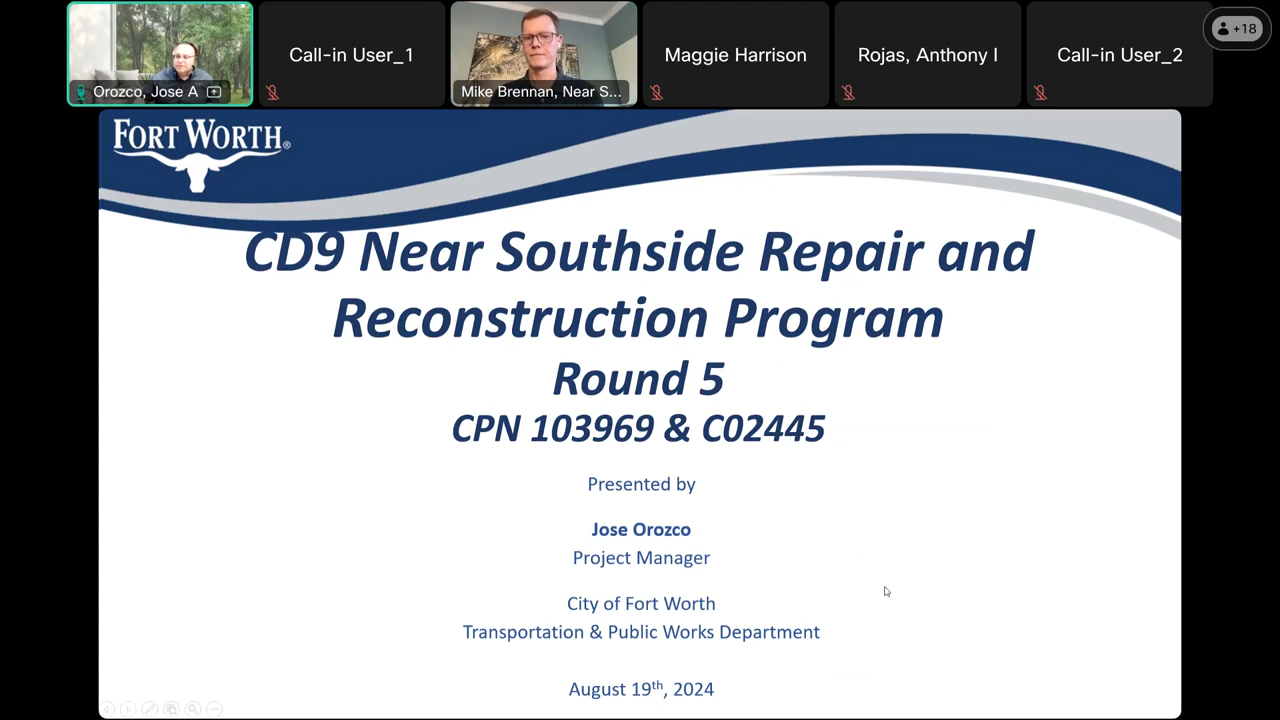 Orozco, Jose A
Call-in User_1
Mike Brennan, Near S...
Maggie Harrison
Rojas, Anthony I
Call-in User_2
+18
FORT WORTH®
CD9 Near Southside Repair and
Reconstruction Program
Round 5
CPN 103969 & C02445
Presented by
Jose Orozco
Project Manager
City of Fort Worth
Transportation & Public Works Department
August 19th, 2024